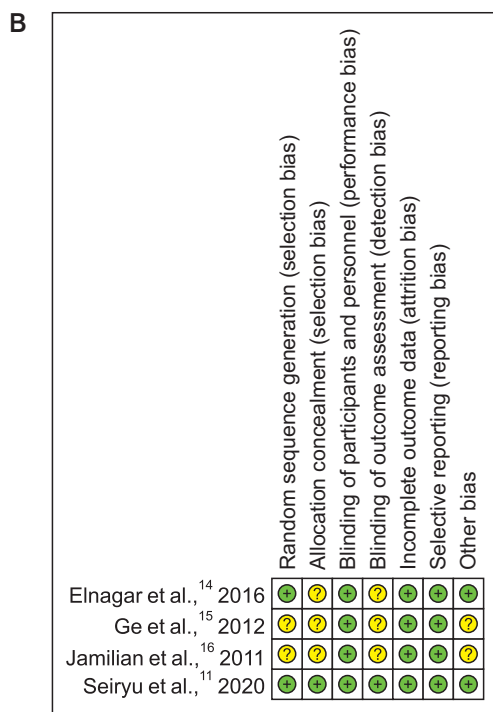 B
Random sequence generation (selection bias)
Allocation concealment (selection bias)
Blinding of participants and personnel (performance bias)
Blinding of outcome assessment (detection bias)
Incomplete outcome data (attrition bias)
Selective reporting (reporting bias)
Other bias
Elnagar et al.,14 2016 + ? + ? + + +
Ge et al.,15 2012 ? ? + ? + + ?
Jamilian et al.,16 2011 ? ? + ? + + ?
Seiryu et al.,11 2020 + + + + + + +